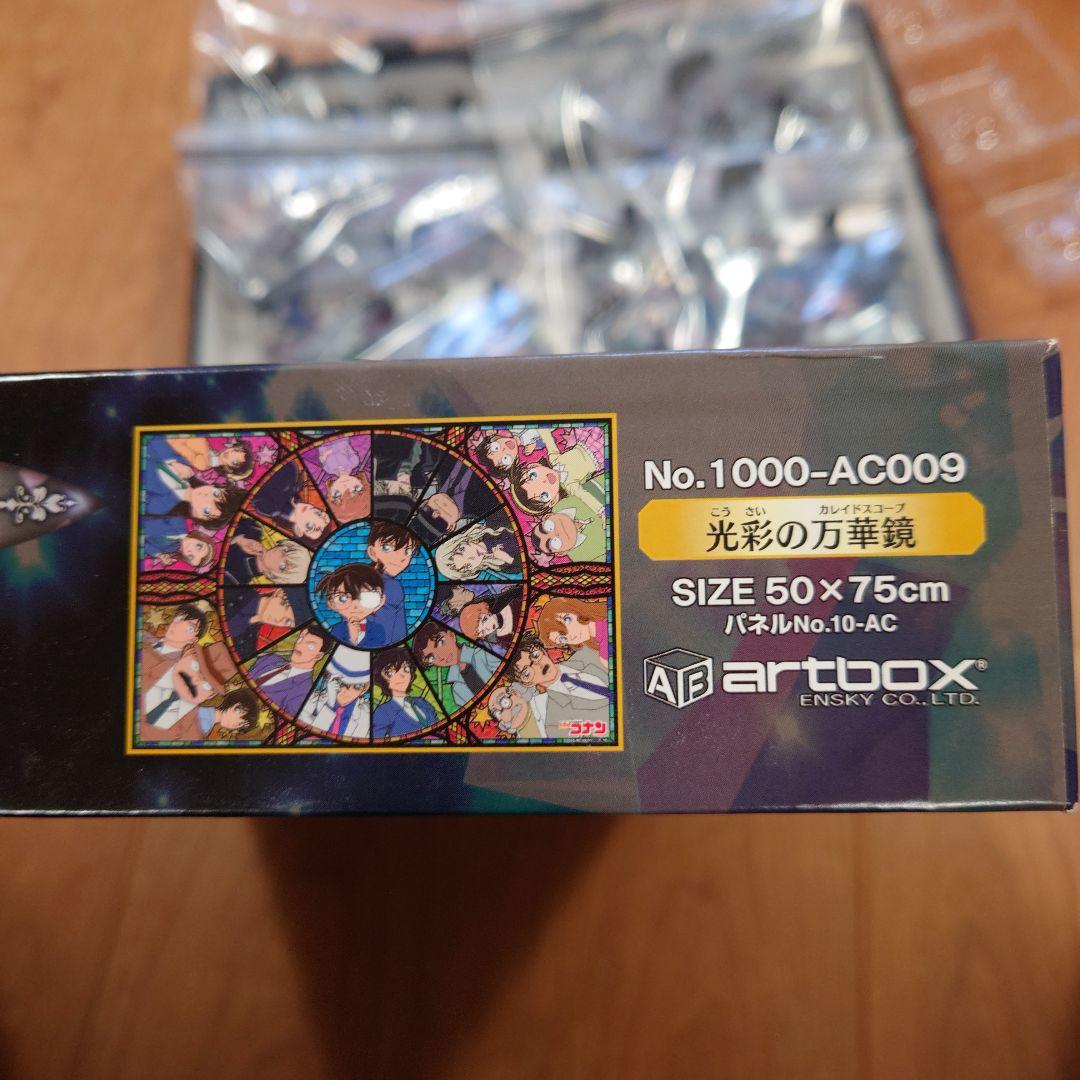 No.1000-AC009
こうさい カレイドスコープ
光彩の万華鏡
SIZE 50×75cm
パネルNo.10-AC
AB artbox®
ENSKY CO.,LTD.
コナン